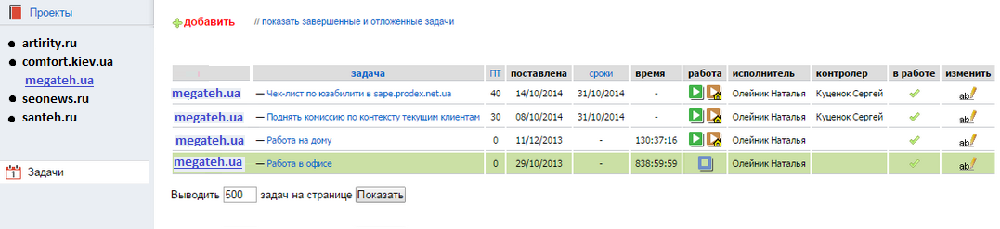 Проекты
artirity.ru
comfort.kiev.ua
megateh.ua
seonews.ru
santeh.ru
1 Задачи
добавить // показать завершенные и отложенные задачи
задача ПТ поставлена сроки время работа исполнитель контролер в работе изменить
megateh.ua — Чек-лист по юзабилити в sape.prodex.net.ua 40 14/10/2014 31/10/2014 - Олейник Наталья Куценок Сергей ab
megateh.ua — Поднять комиссию по контексту текущим клиентам 30 08/10/2014 31/10/2014 - Олейник Наталья Куценок Сергей ab
megateh.ua — Работа на дому 0 11/12/2013 - 130:37:16 Олейник Наталья ab
megateh.ua — Работа в офисе 0 29/10/2013 - 838:59:59 Олейник Наталья ab
Выводить 500 задач на странице Показать